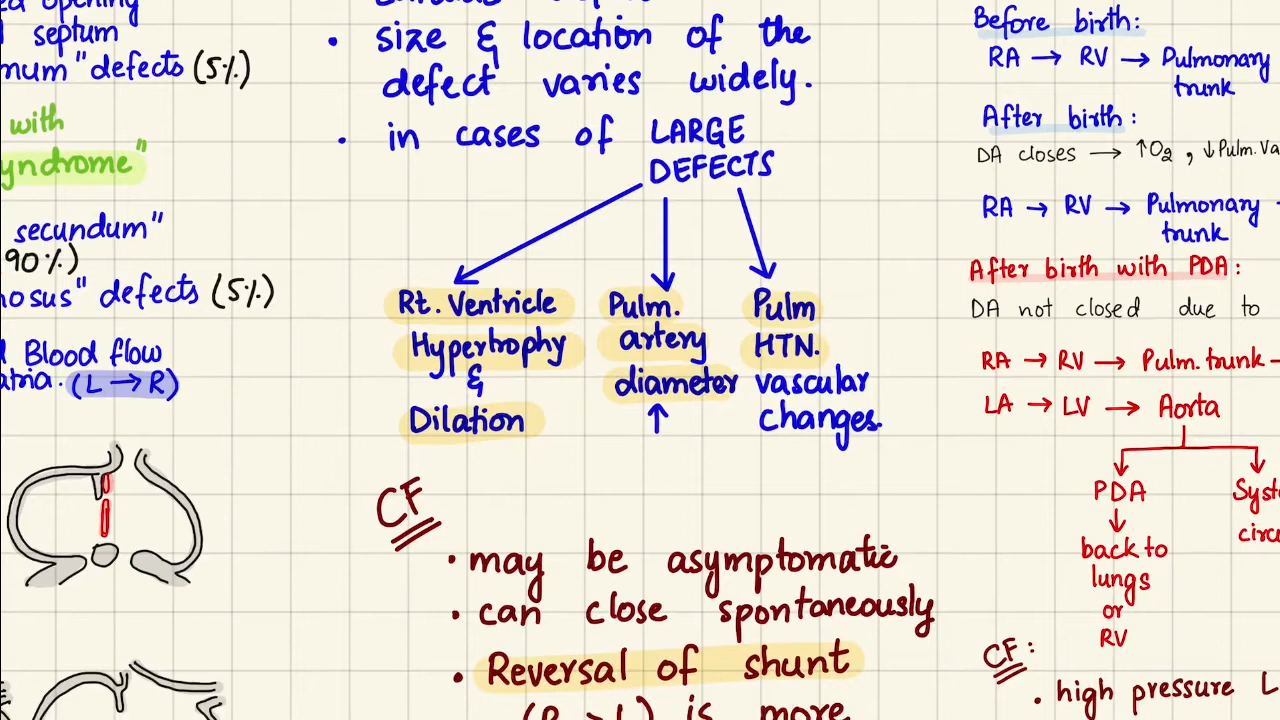 opening
septum
defects (5%)
with
secundum"
90%)
defects (5%)
Blood flow
(L → R)
• size & location of the
defect varies widely.
• in cases of LARGE
DEFECTS
Rt. Ventricle
Hypertrophy
&
Dilation
Pulm.
artery
diameter
↑
Pulm
HTN.
vascular
changes.
CF
• may be asymptomatic
• can close spontaneously
• Reversal of shunt
is more
Before birth:
RA → RV → Pulmonary
trunk
After birth:
DA closes → ↑O2, ↓Pulm.
RA → RV → Pulmonary
trunk
After birth with PDA:
DA not closed due to
RA → RV → Pulm. trunk
LA → LV → Aorta
PDA
↓
back to
lungs
or
RV
CF:
• high pressure L